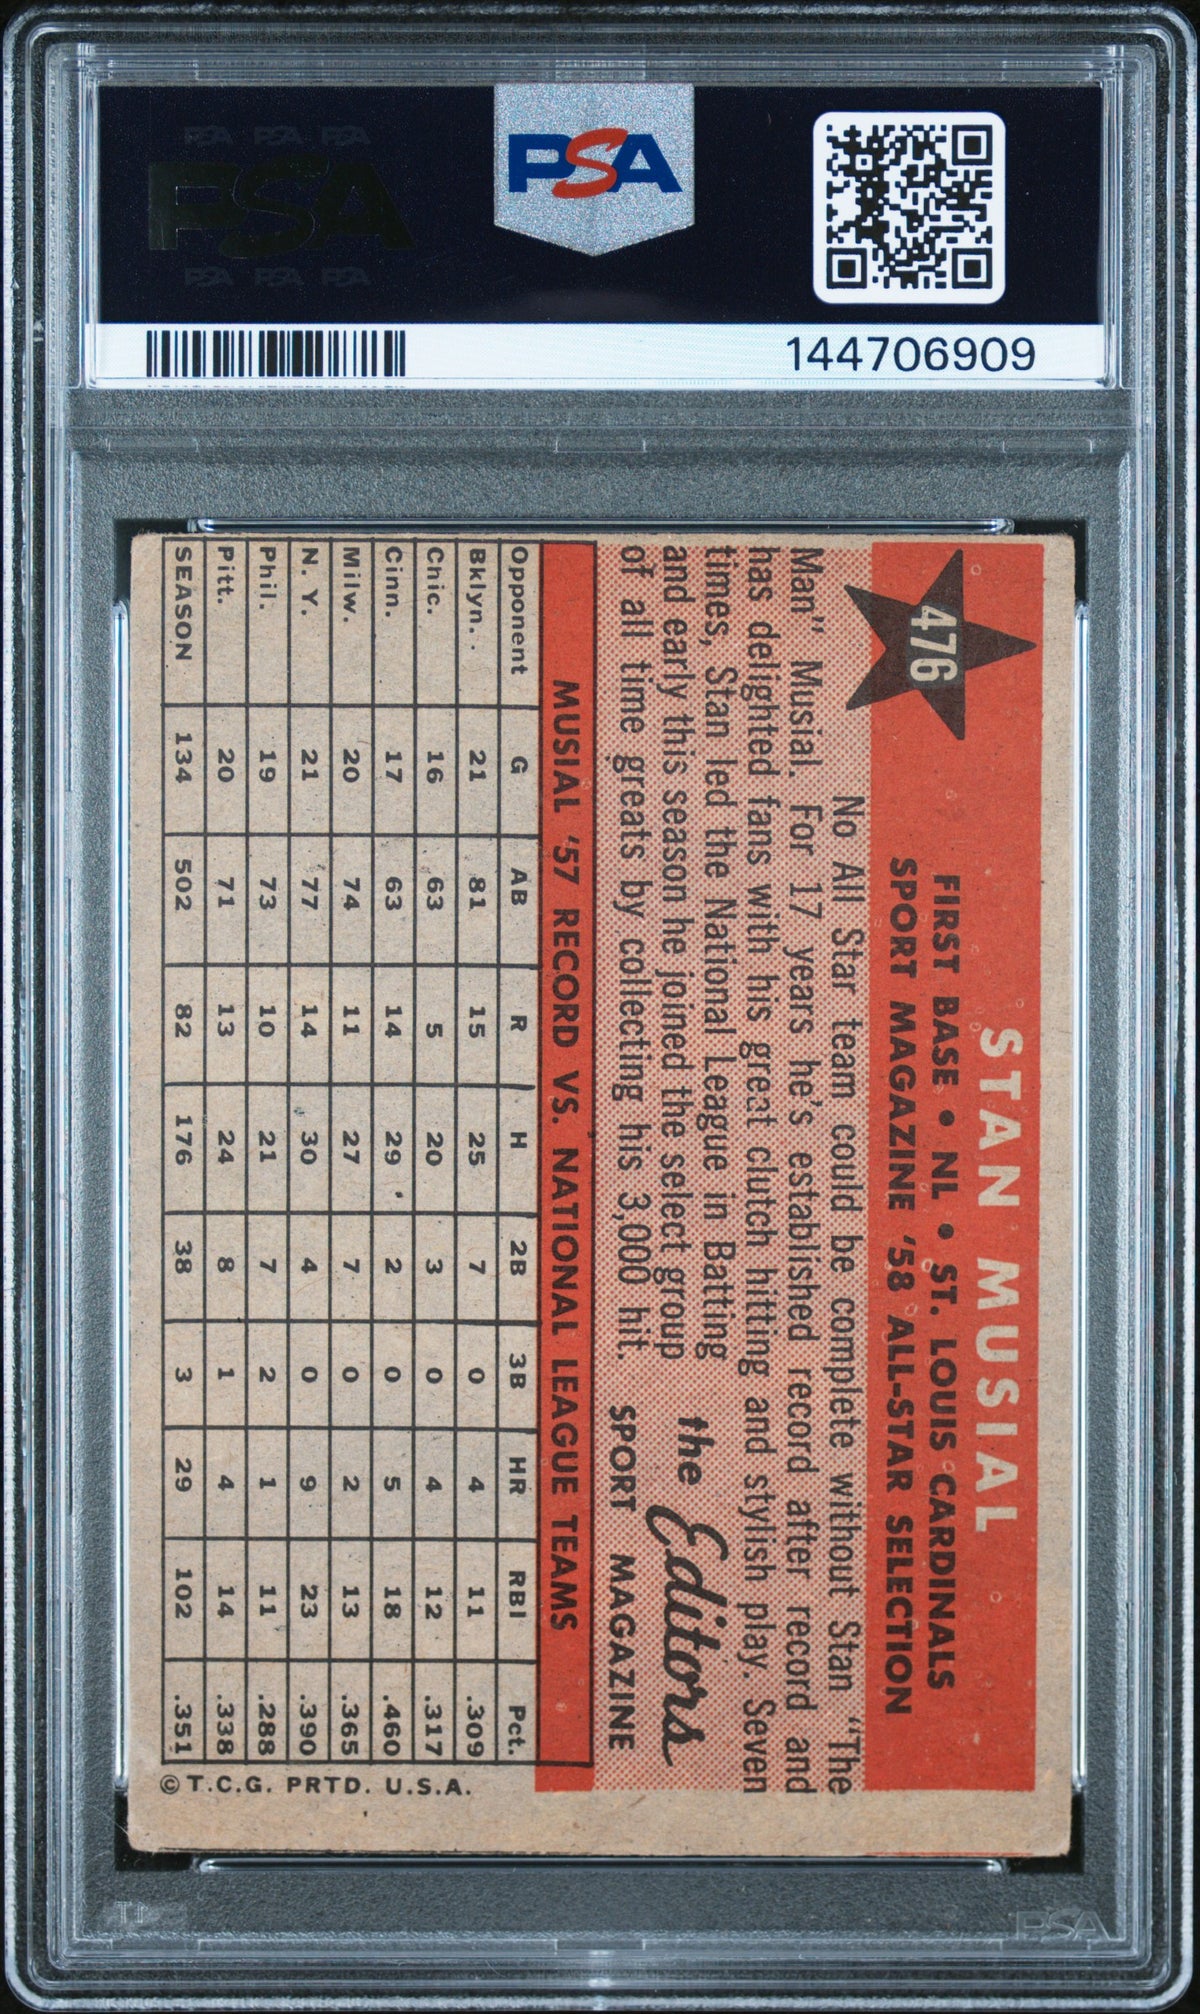 PSA PSA PSA
PSA
PSA PSA PSA
PSA
144706909
476
STAN MUSIAL
FIRST BASE • NL • ST. LOUIS CARDINALS
SPORT MAGAZINE '58 ALL-STAR SELECTION
No All Star team could be complete without Stan "The
Man" Musial. For 17 years he's established record after record and
has delighted fans with his great clutch hitting and stylish play. Seven
times, Stan led the National League in Batting
and early this season he joined the select group
of all time greats by collecting his 3,000 hit.
the Editors
SPORT MAGAZINE
MUSIAL '57 RECORD VS. NATIONAL LEAGUE TEAMS
Opponent G AB R H 2B 3B HR RBI Pct.
Bklyn. 21 81 15 25 7 0 4 11 .309
Chic. 16 63 5 20 3 0 4 12 .317
Cinn. 17 63 14 29 2 0 5 18 .460
Milw. 20 74 11 27 7 0 2 13 .365
N. Y. 21 77 14 30 4 0 9 23 .390
Phil. 19 73 10 21 7 2 1 11 .288
Pitt. 20 71 13 24 8 1 4 14 .338
SEASON 134 502 82 176 38 3 29 102 .351
© T.C.G. PRTD. U.S.A.
PSA